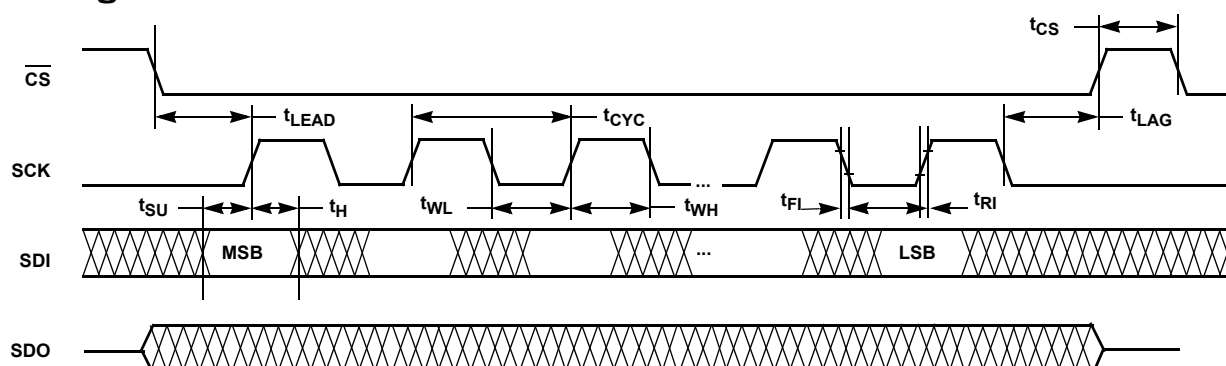 tCS
CS
tLEAD
tCYC
tLAG
SCK
...
tSU
tH
tWL
tWH
tFI
tRI
SDI
MSB
...
LSB
SDO